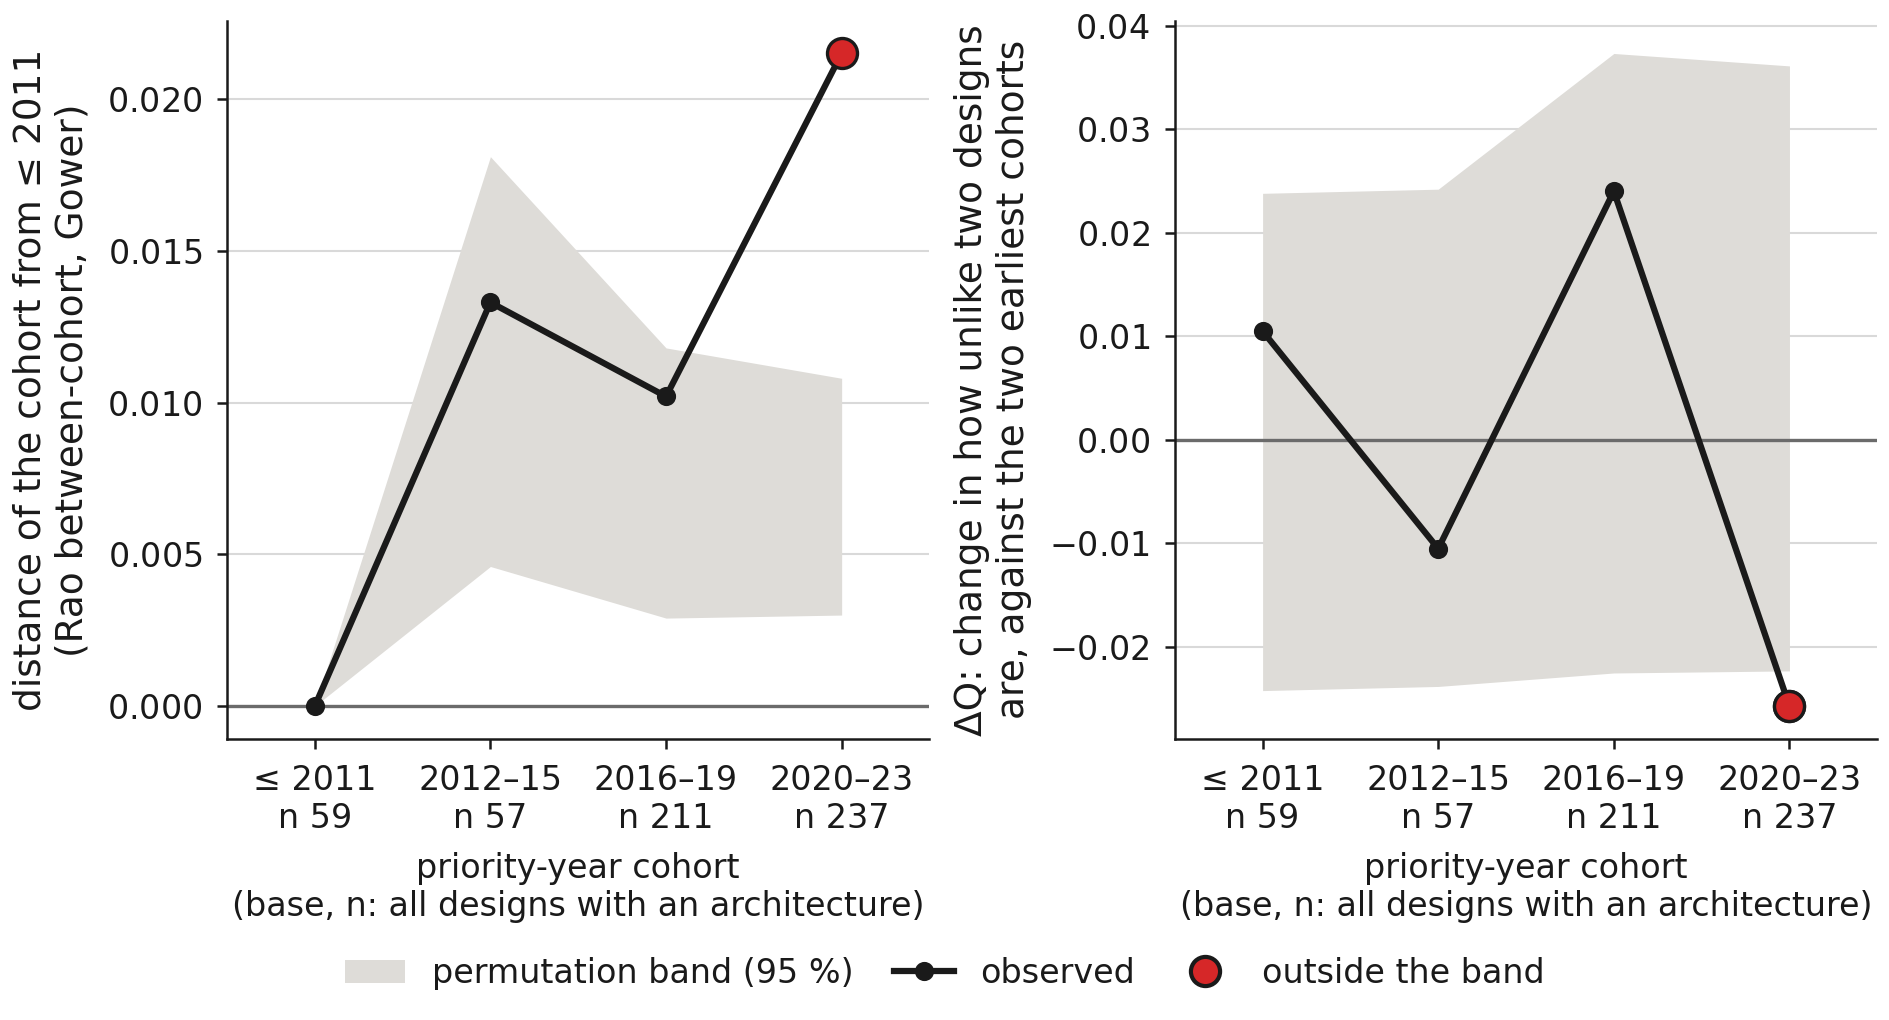 distance of the cohort from ≤ 2011
(Rao between-cohort, Gower)
0.020
0.015
0.010
0.005
0.000
≤ 2011
n 59
2012–15
n 57
2016–19
n 211
2020–23
n 237
priority-year cohort
(base, n: all designs with an architecture)
ΔQ: change in how unlike two designs
are, against the two earliest cohorts
0.04
0.03
0.02
0.01
0.00
−0.01
−0.02
≤ 2011
n 59
2012–15
n 57
2016–19
n 211
2020–23
n 237
priority-year cohort
(base, n: all designs with an architecture)
permutation band (95 %)
observed
outside the band